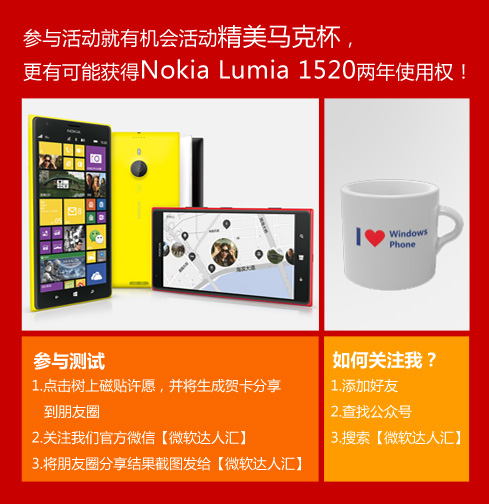 参与活动就有机会活动精美马克杯，
更有可能获得Nokia Lumia 1520两年使用权！
NOKIA
海滨大道
I ❤ Windows
Phone
参与测试
1.点击树上磁贴许愿，并将生成贺卡分享
到朋友圈
2.关注我们官方微信【微软达人汇】
3.将朋友圈分享结果截图发给【微软达人汇】
如何关注我？
1.添加好友
2.查找公众号
3.搜索【微软达人汇】